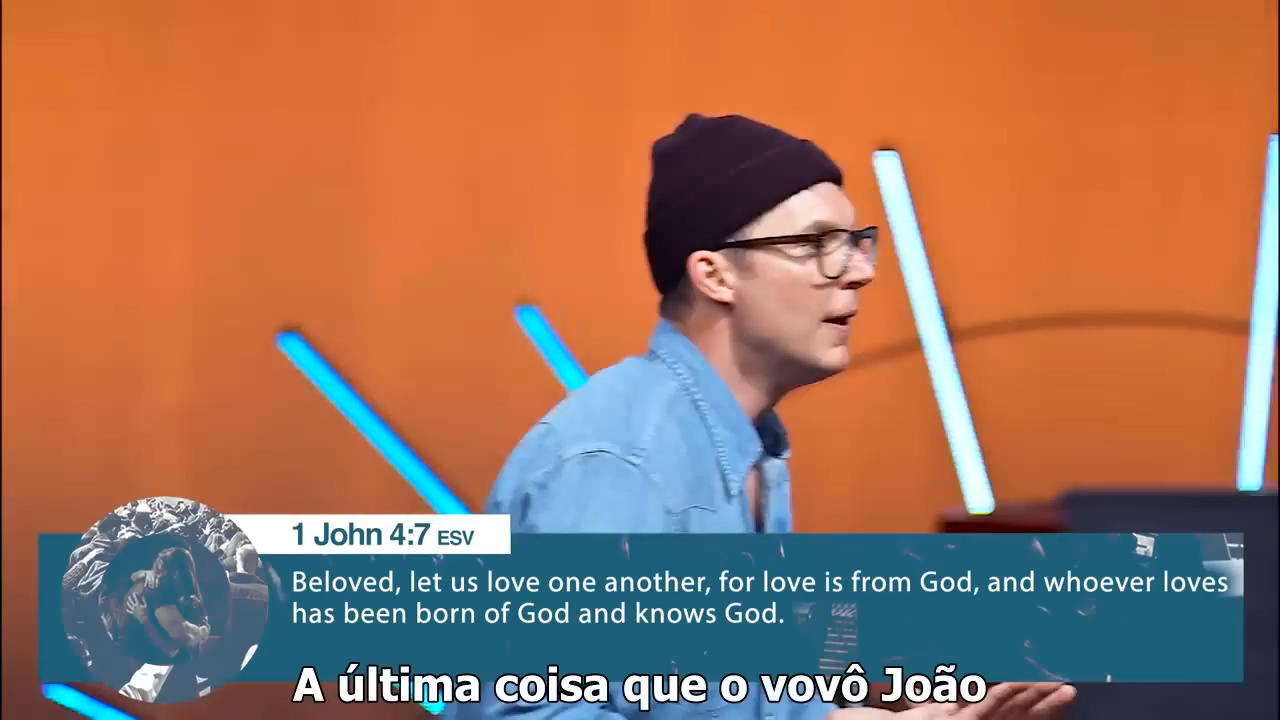 1 John 4:7 ESV
Beloved, let us love one another, for love is from God, and whoever loves
has been born of God and knows God.
A última coisa que o vovô João